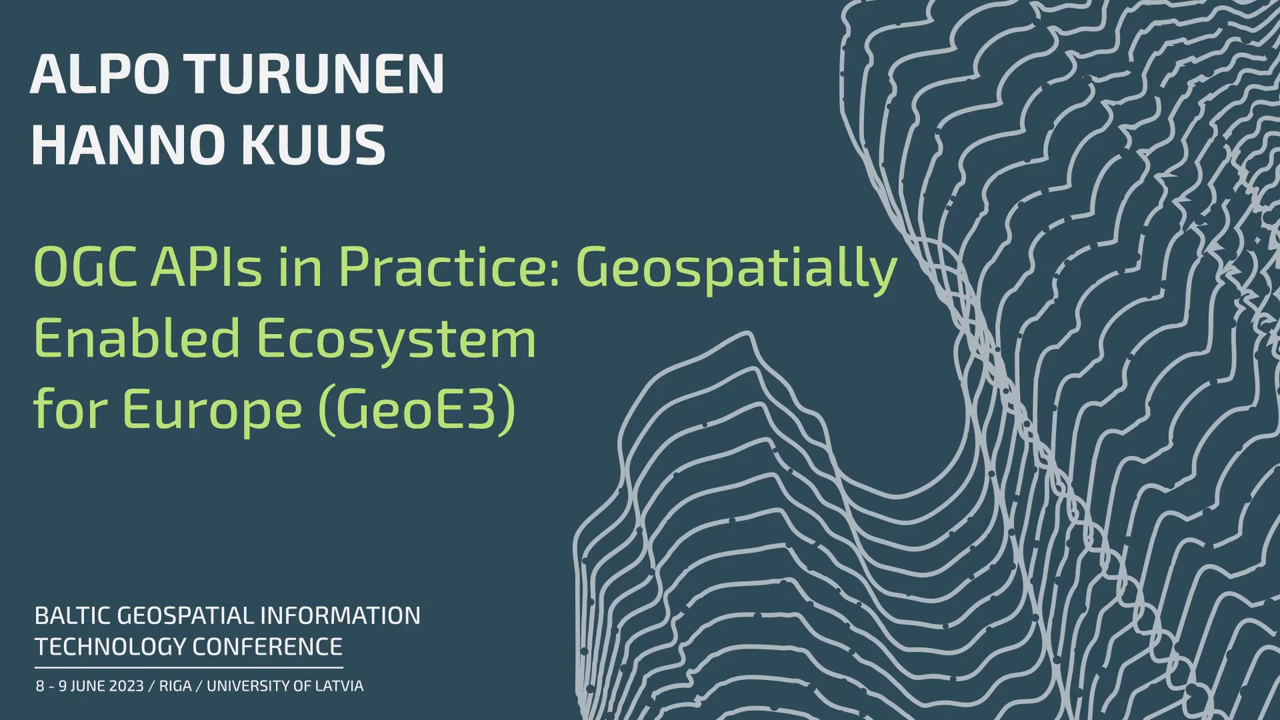 ALPO TURUNEN
HANNO KUUS
OGC APIs in Practice: Geospatially
Enabled Ecosystem
for Europe (GeoE3)
BALTIC GEOSPATIAL INFORMATION
TECHNOLOGY CONFERENCE
8 - 9 JUNE 2023 / RIGA / UNIVERSITY OF LATVIA